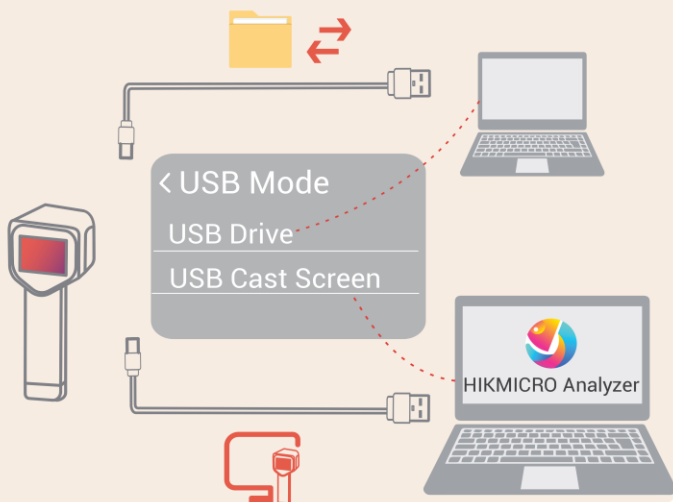 < USB Mode
USB Drive
USB Cast Screen
HIKMICRO Analyzer